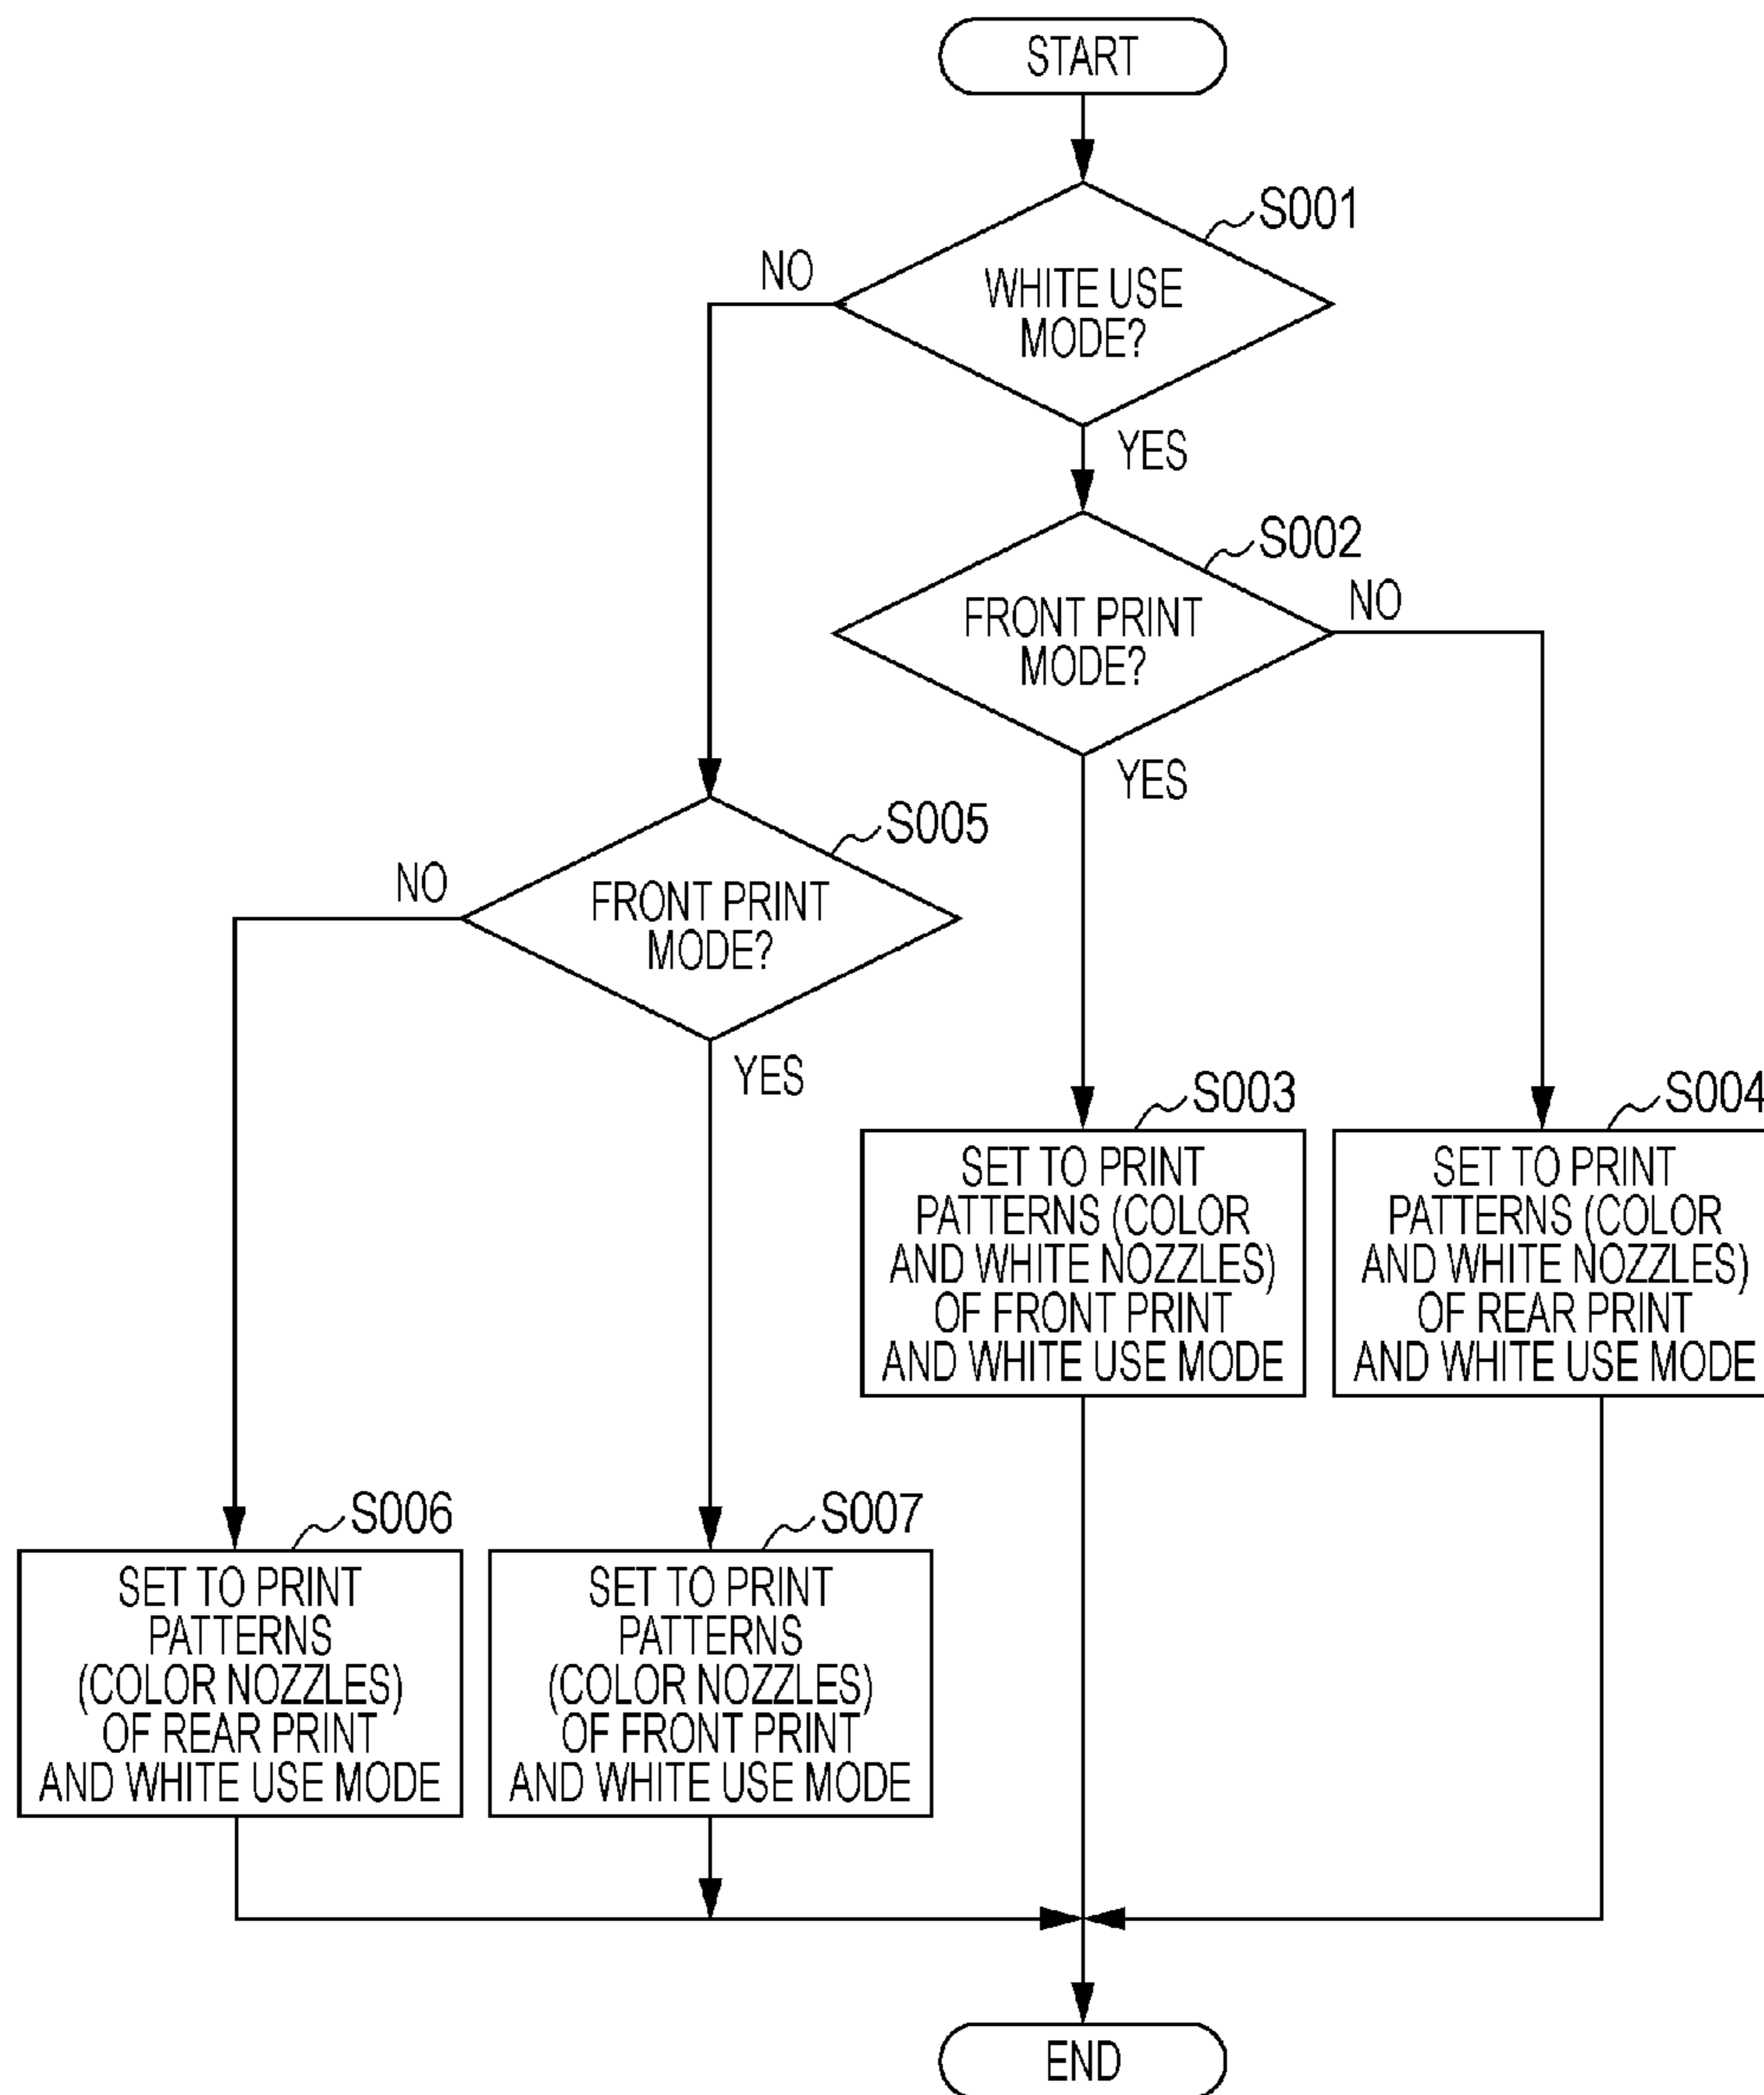 START
S001
NO
WHITE USE
MODE?
YES
S002
NO
FRONT PRINT
MODE?
YES
S005
NO
FRONT PRINT
MODE?
YES
S003
SET TO PRINT
PATTERNS (COLOR
AND WHITE NOZZLES)
OF FRONT PRINT
AND WHITE USE MODE
S004
SET TO PRINT
PATTERNS (COLOR
AND WHITE NOZZLES)
OF REAR PRINT
AND WHITE USE MODE
S006
SET TO PRINT
PATTERNS
(COLOR NOZZLES)
OF REAR PRINT
AND WHITE USE MODE
S007
SET TO PRINT
PATTERNS
(COLOR NOZZLES)
OF FRONT PRINT
AND WHITE USE MODE
END